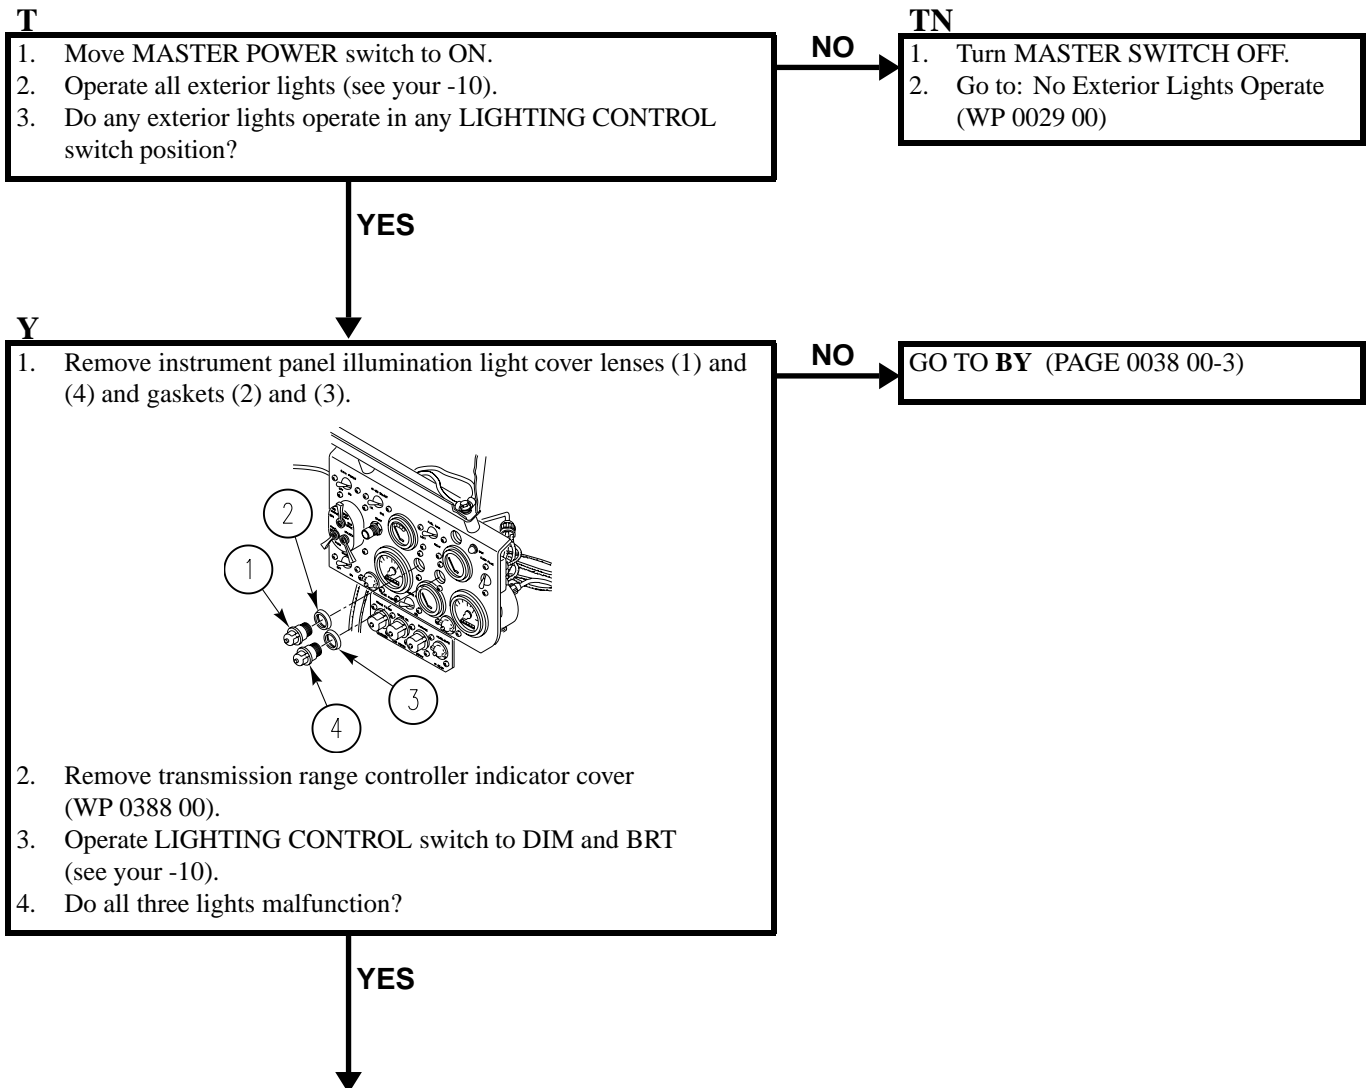 T
1. Move MASTER POWER switch to ON.
2. Operate all exterior lights (see your -10).
3. Do any exterior lights operate in any LIGHTING CONTROL
switch position?
NO
TN
1. Turn MASTER SWITCH OFF.
2. Go to: No Exterior Lights Operate
(WP 0029 00)
YES
Y
1. Remove instrument panel illumination light cover lenses (1) and
(4) and gaskets (2) and (3).
NO
GO TO BY (PAGE 0038 00-3)
2
1
3
4
2. Remove transmission range controller indicator cover
(WP 0388 00).
3. Operate LIGHTING CONTROL switch to DIM and BRT
(see your -10).
4. Do all three lights malfunction?
YES